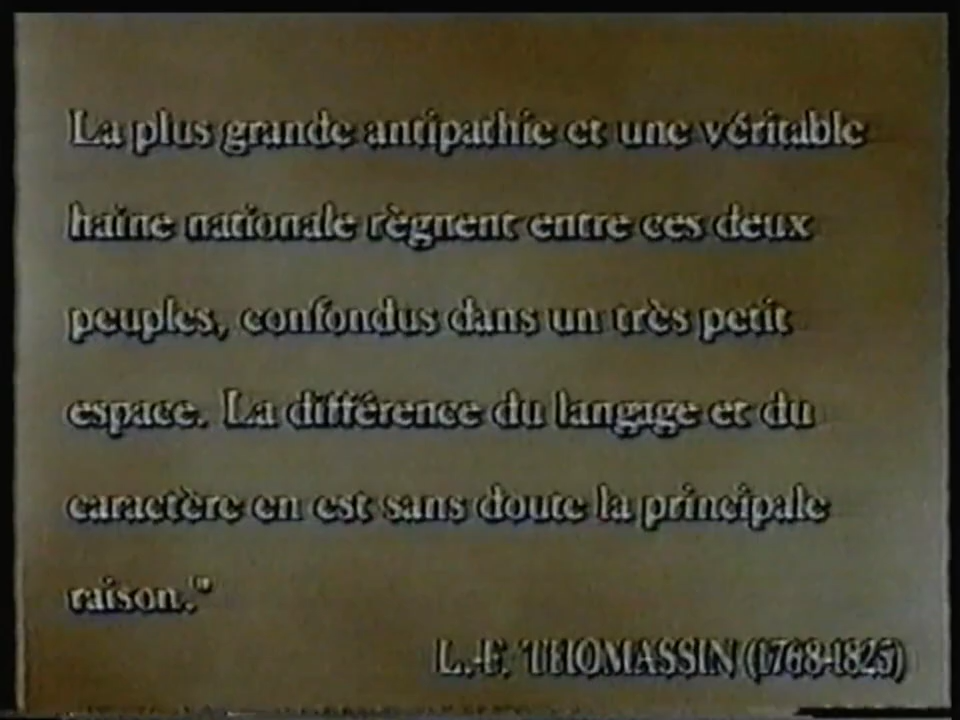 La plus grande antipathie et une véritable
haine nationale règnent entre ces deux
peuples, confondus dans un très petit
espace. La différence du langage et du
caractère en est sans doute la principale
raison."
L.-F. THOMASSIN (1768-1825)